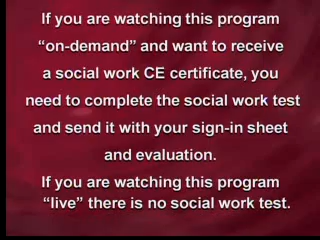 If you are watching this program
“on-demand” and want to receive
a social work CE certificate, you
need to complete the social work test
and send it with your sign-in sheet
and evaluation.
If you are watching this program
“live” there is no social work test.